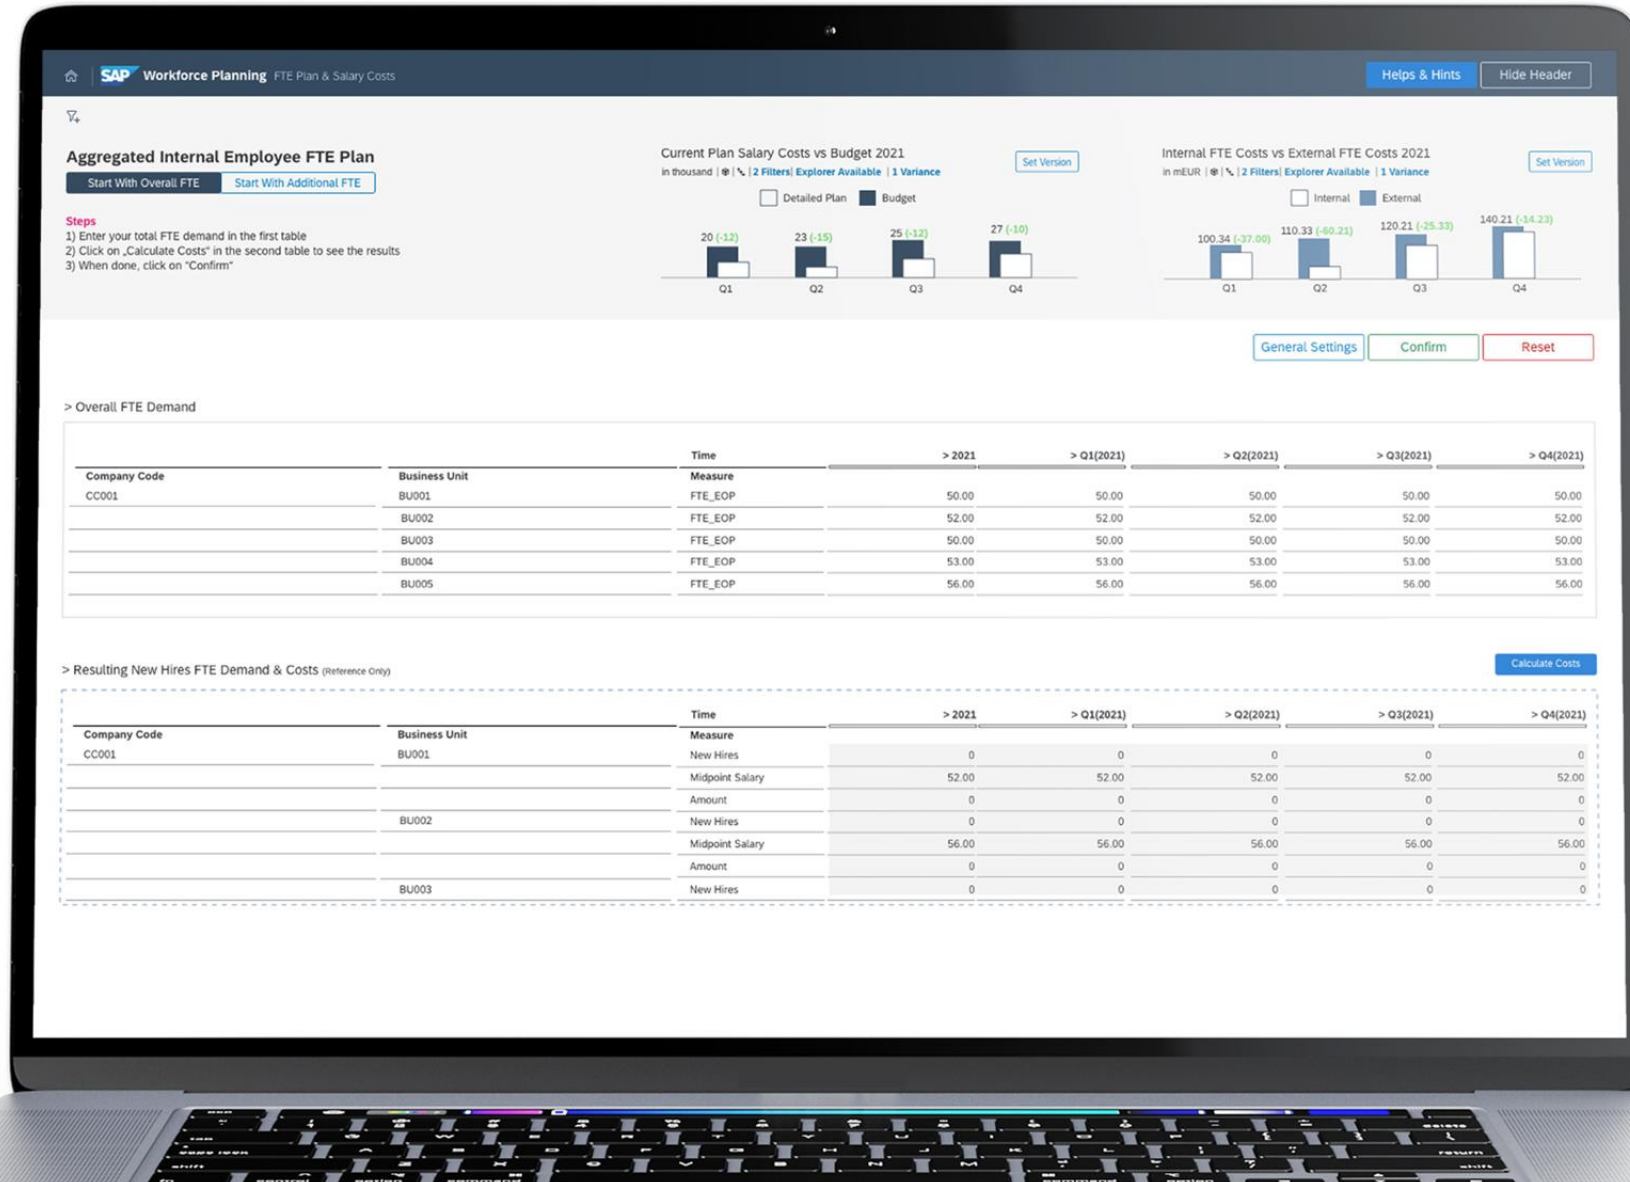 SAP Workforce Planning FTE Plan & Salary Costs
Helps & Hints
Hide Header
Aggregated Internal Employee FTE Plan
Start With Overall FTE
Start With Additional FTE
Steps
1) Enter your total FTE demand in the first table
2) Click on „Calculate Costs“ in the second table to see the results
3) When done, click on “Confirm“
Current Plan Salary Costs vs Budget 2021
Set Version
in thousand | 2 Filters| Explorer Available | 1 Variance
Detailed Plan Budget
20 (-12) 23 (-15) 25 (-12) 27 (-10)
Q1 Q2 Q3 Q4
Internal FTE Costs vs External FTE Costs 2021
Set Version
in mEUR | 2 Filters| Explorer Available | 1 Variance
Internal External
100.34 (-37.00) 110.33 (-60.21) 120.21 (-25.33) 140.21 (-14.23)
Q1 Q2 Q3 Q4
General Settings
Confirm
Reset
> Overall FTE Demand
Time > 2021 > Q1(2021) > Q2(2021) > Q3(2021) > Q4(2021)
Company Code Business Unit Measure
CC001 BU001 FTE_EOP 50.00 50.00 50.00 50.00 50.00
BU002 FTE_EOP 52.00 52.00 52.00 52.00 52.00
BU003 FTE_EOP 50.00 50.00 50.00 50.00 50.00
BU004 FTE_EOP 53.00 53.00 53.00 53.00 53.00
BU005 FTE_EOP 56.00 56.00 56.00 56.00 56.00
> Resulting New Hires FTE Demand & Costs (Reference Only)
Calculate Costs
Time > 2021 > Q1(2021) > Q2(2021) > Q3(2021) > Q4(2021)
Company Code Business Unit Measure
CC001 BU001 New Hires 0 0 0 0 0
Midpoint Salary 52.00 52.00 52.00 52.00 52.00
Amount 0 0 0 0 0
BU002 New Hires 0 0 0 0 0
Midpoint Salary 56.00 56.00 56.00 56.00 56.00
Amount 0 0 0 0 0
BU003 New Hires 0 0 0 0 0
delete
tab
caps lock
return
shift
shift
fn control option command command option